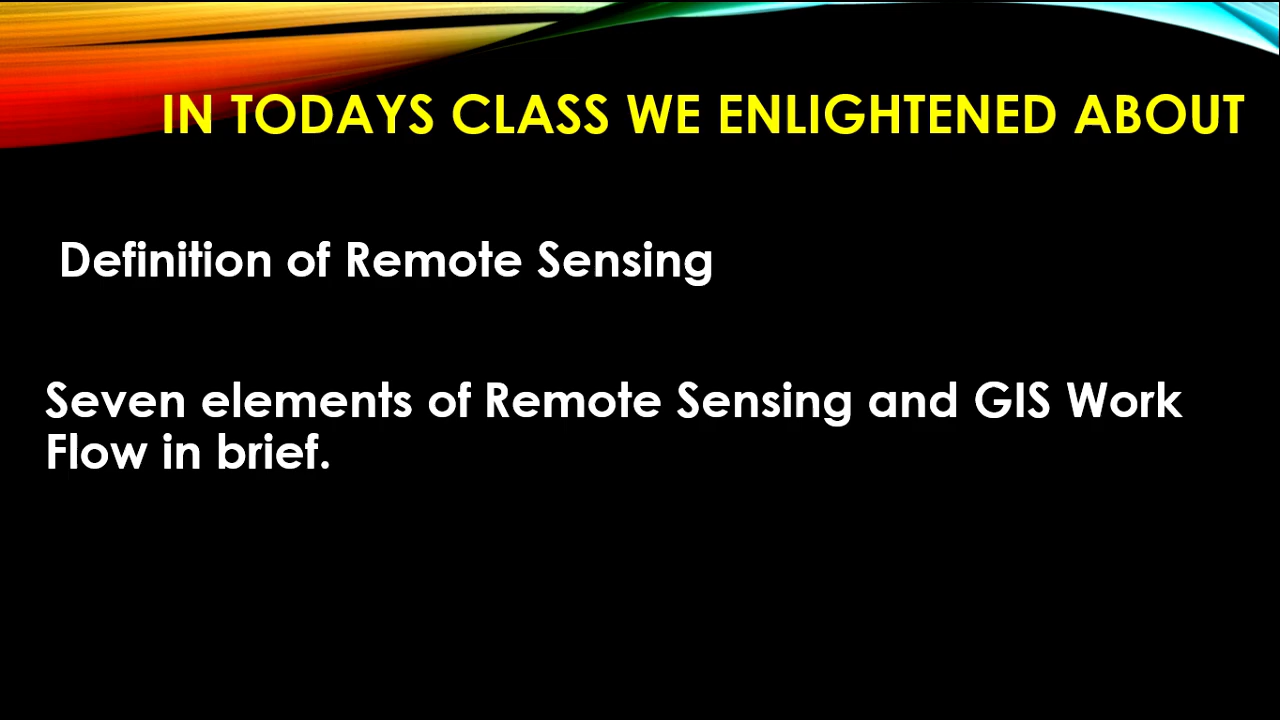 IN TODAYS CLASS WE ENLIGHTENED ABOUT
Definition of Remote Sensing
Seven elements of Remote Sensing and GIS Work
Flow in brief.